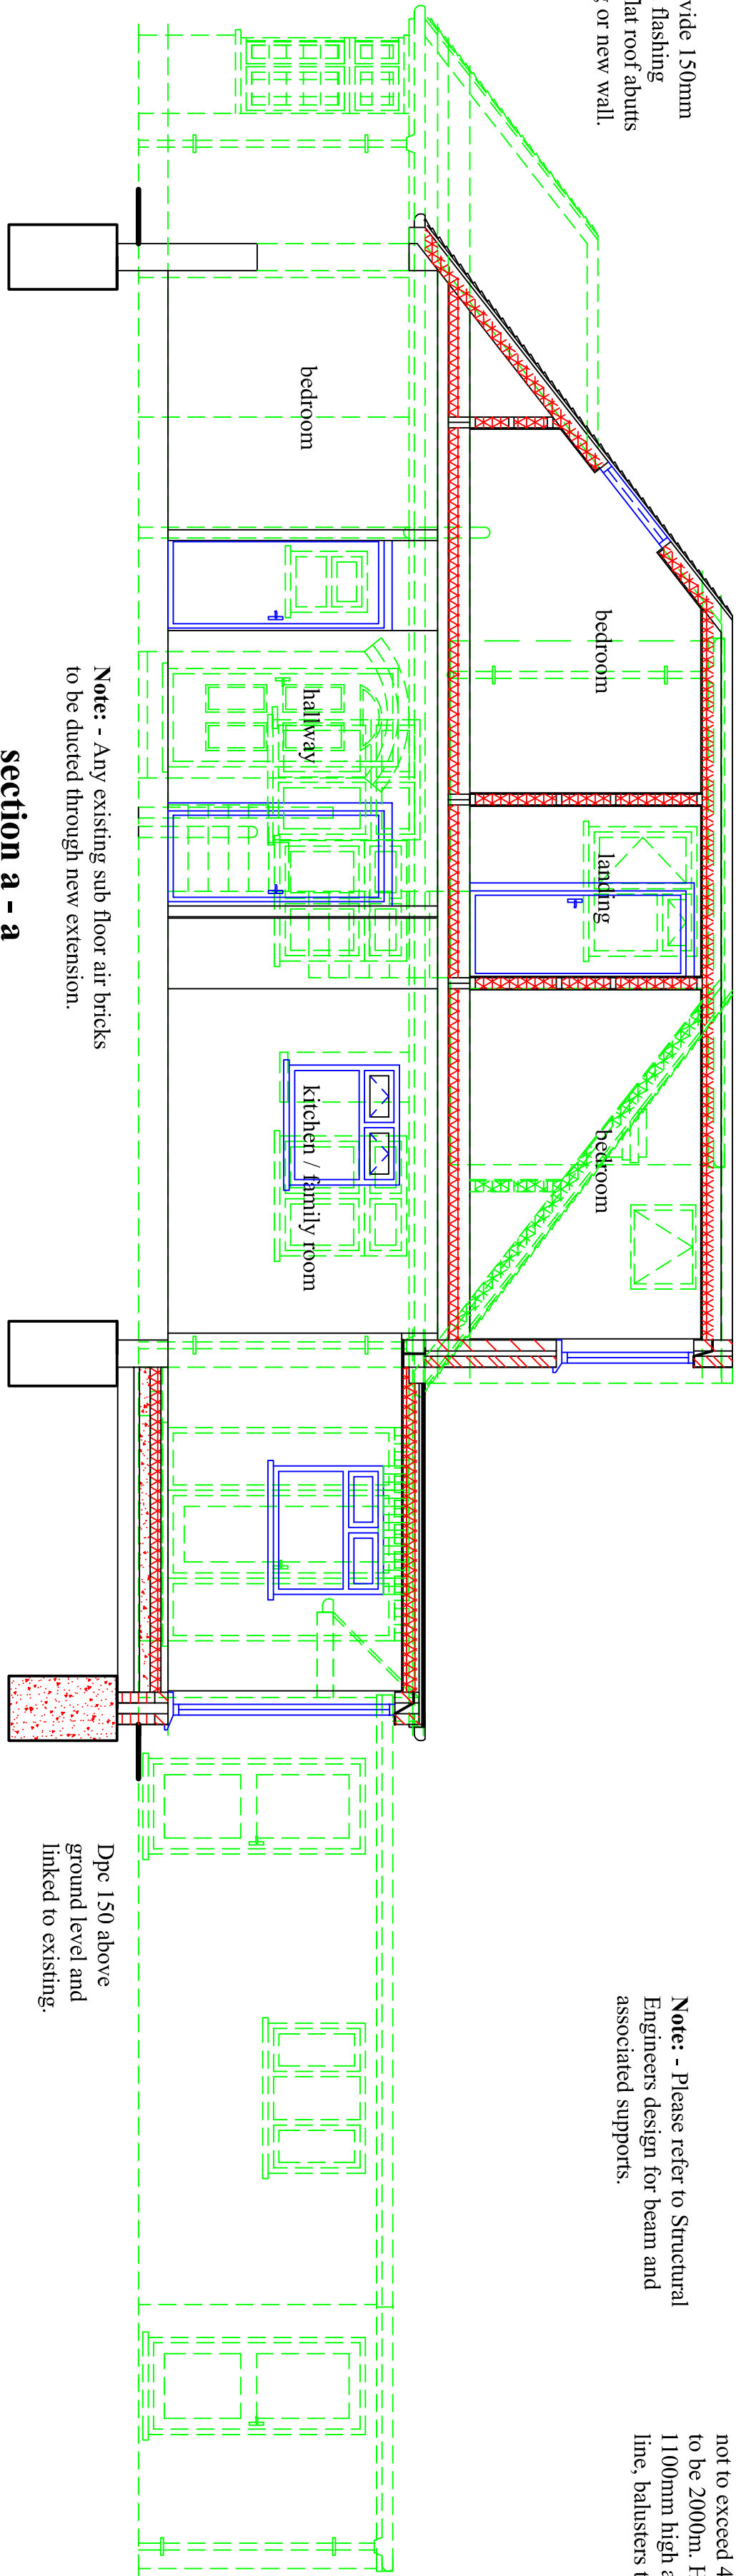 vide 150mm
flashing
lat roof abutts
or new wall.
bedroom
bedroom
hallway
landing
kitchen / family room
bedroom
Note: - Any existing sub floor air bricks
to be ducted through new extension.
section a - a
Dpc 150 above
ground level and
linked to existing.
Note: - Please refer to Structural
Engineers design for beam and
associated supports.
not to exceed 4
to be 2000m. H
1100mm high a
line, balusters t